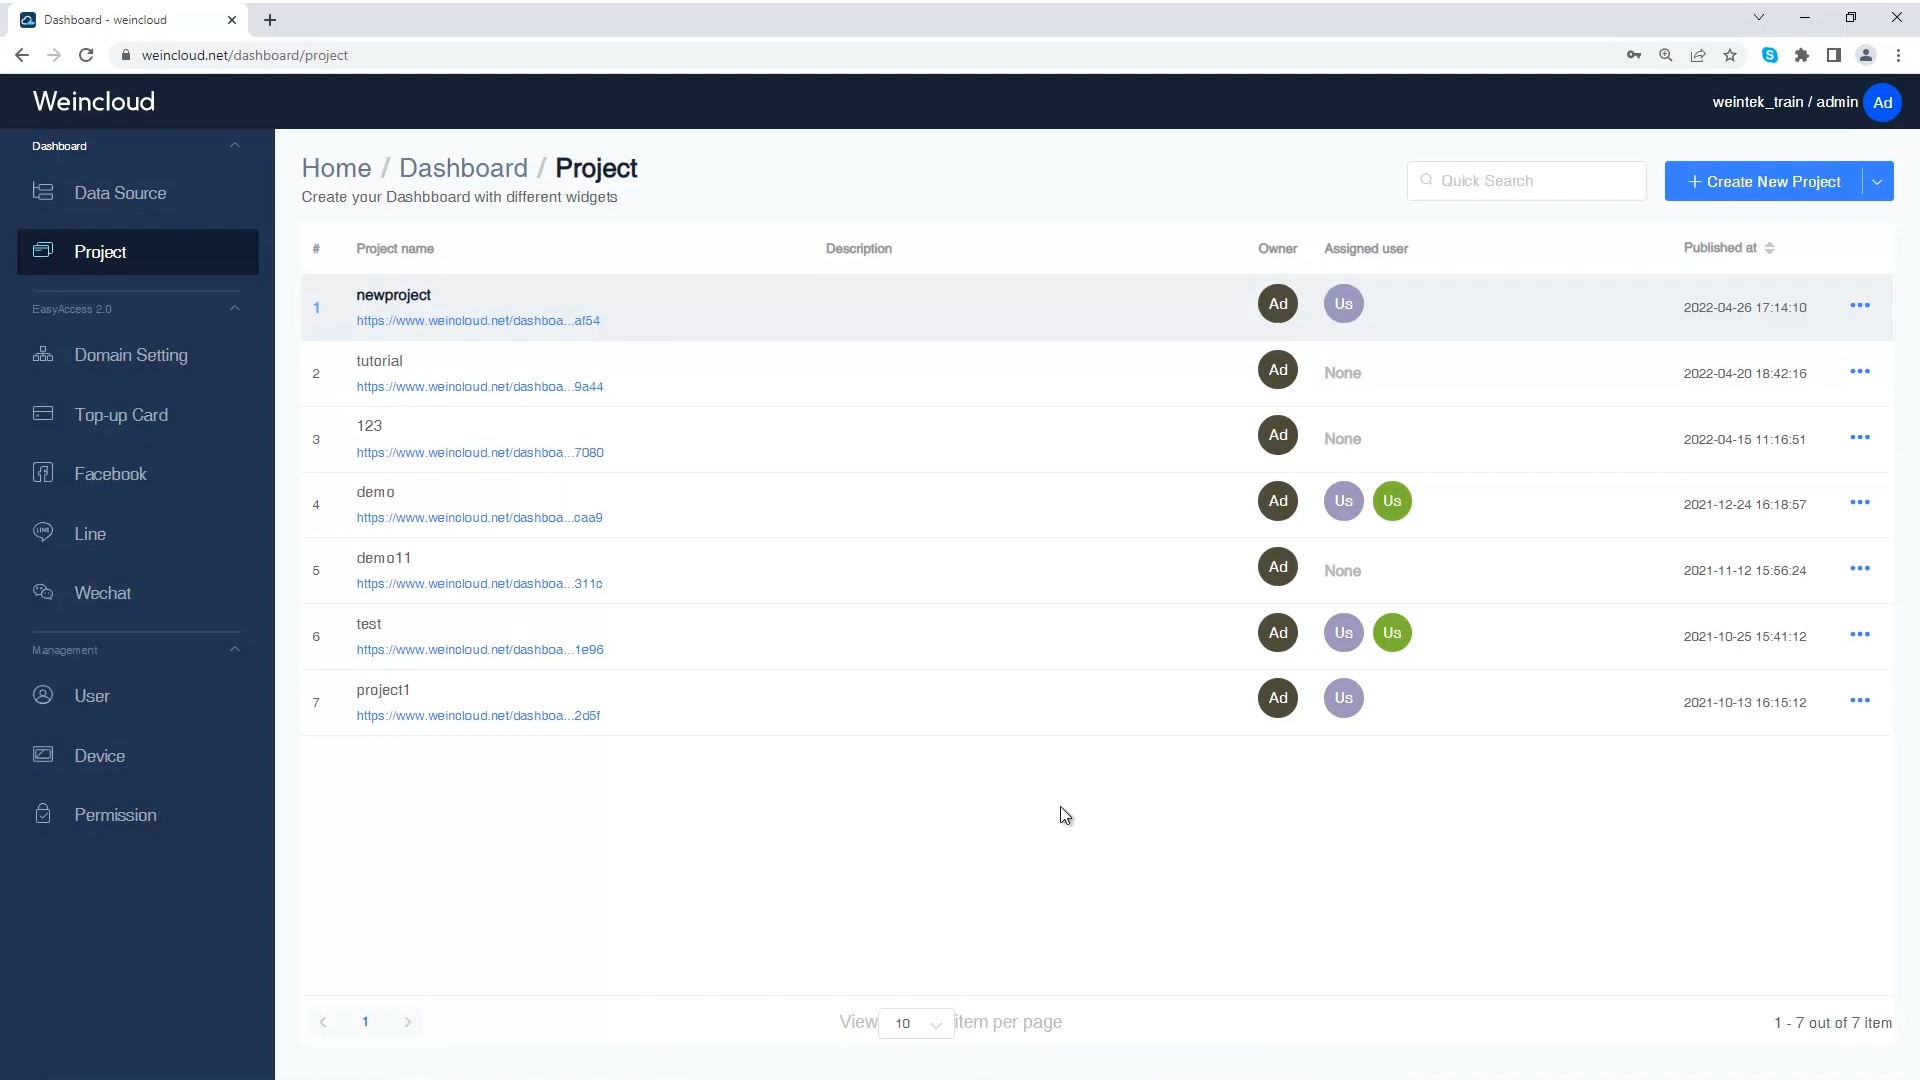 Dashboard - weincloud
weincloud.net/dashboard/project
Weincloud
weintek_train / admin Ad
Dashboard
Data Source
Project
EasyAccess 2.0
Domain Setting
Top-up Card
Facebook
LINE Line
Wechat
Management
User
Device
Permission
Home / Dashboard / Project
Create your Dashbboard with different widgets
Quick Search
+ Create New Project
# Project name Description Owner Assigned user Published at
1 newproject Ad Us 2022-04-26 17:14:10 •••
https://www.weincloud.net/dashboa...af54
2 tutorial Ad None 2022-04-20 18:42:16 •••
https://www.weincloud.net/dashboa...9a44
3 123 Ad None 2022-04-15 11:16:51 •••
https://www.weincloud.net/dashboa...7080
4 demo Ad Us Us 2021-12-24 16:18:57 •••
https://www.weincloud.net/dashboa...caa9
5 demo11 Ad None 2021-11-12 15:56:24 •••
https://www.weincloud.net/dashboa...311c
6 test Ad Us Us 2021-10-25 15:41:12 •••
https://www.weincloud.net/dashboa...1e96
7 project1 Ad Us 2021-10-13 16:15:12 •••
https://www.weincloud.net/dashboa...2d5f
< 1 >
View 10 item per page
1 - 7 out of 7 item